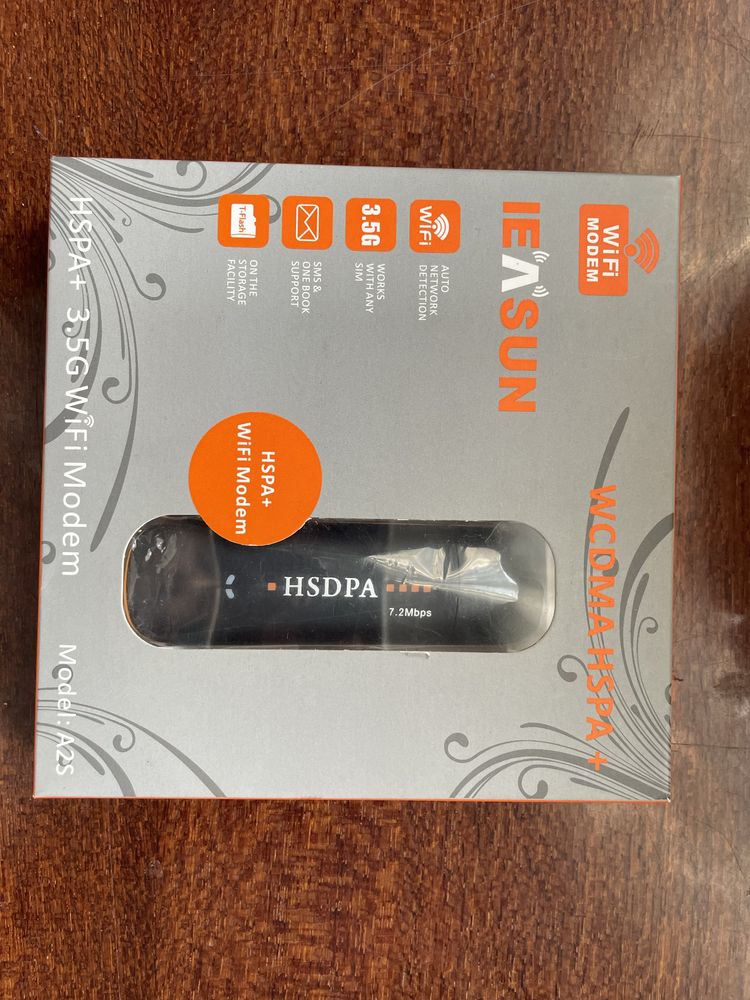 WiFi
MODEM
IEASUN
WCDMA HSPA +
WiFi
AUTO
NETWORK
DETECTION
3.5G
WORKS
WITH ANY
SIM
SMS &
ONE BOOK
SUPPORT
T-Flash
ON THE
STORAGE
FACILITY
HSPA+
WiFi Modem
HSDPA
7.2Mbps
HSPA+ 3.5G WiFi Modem
Model: A2S